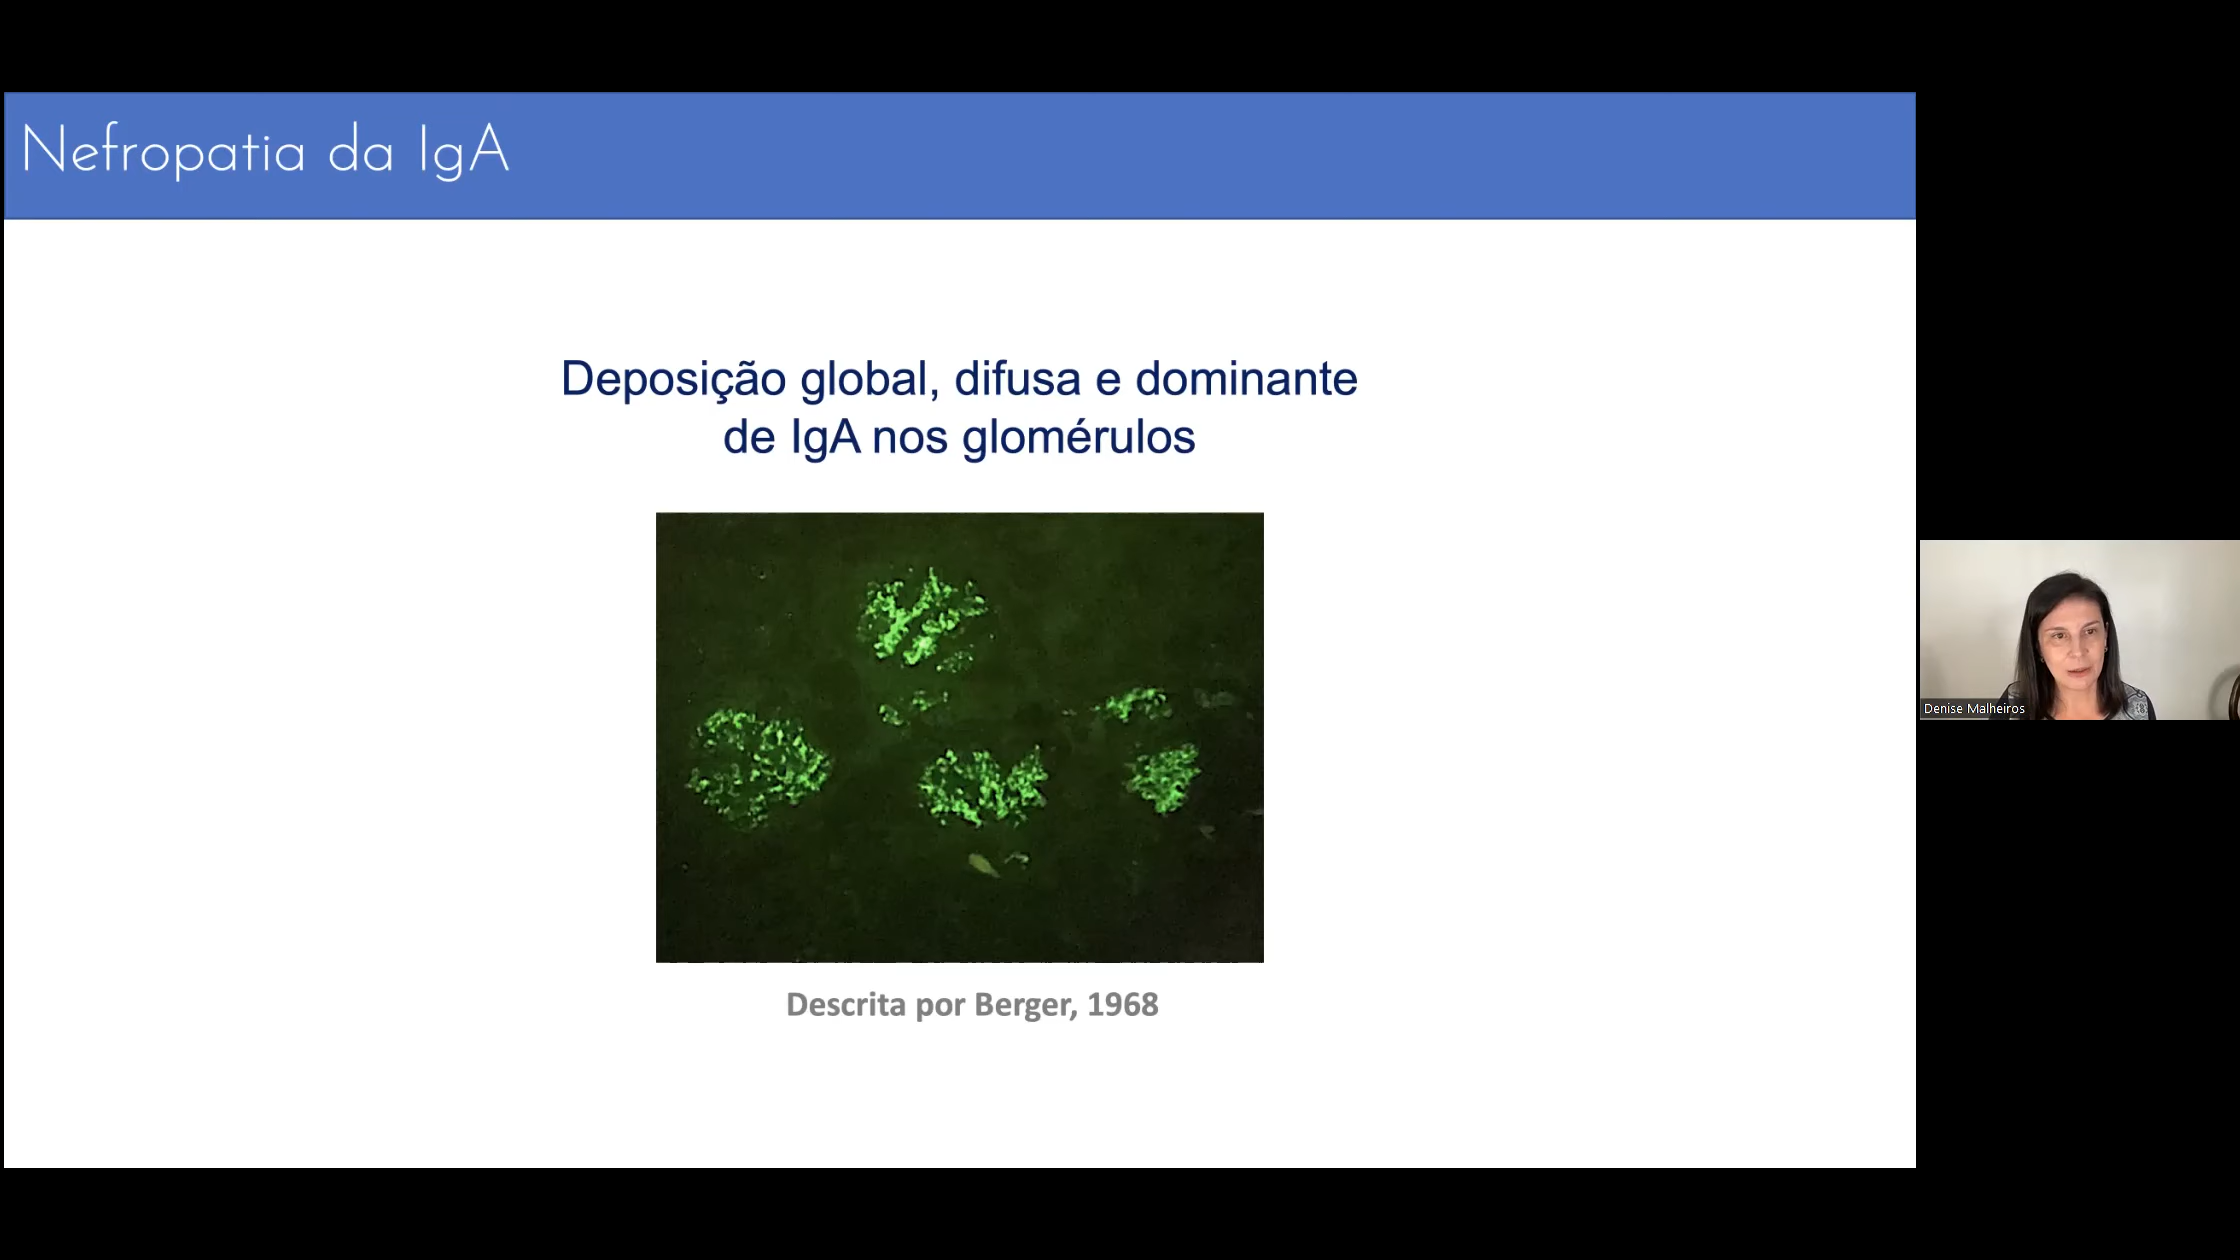 Nefropatia da IgA
Deposição global, difusa e dominante
de IgA nos glomérulos
Descrita por Berger, 1968
Denise Malheiros